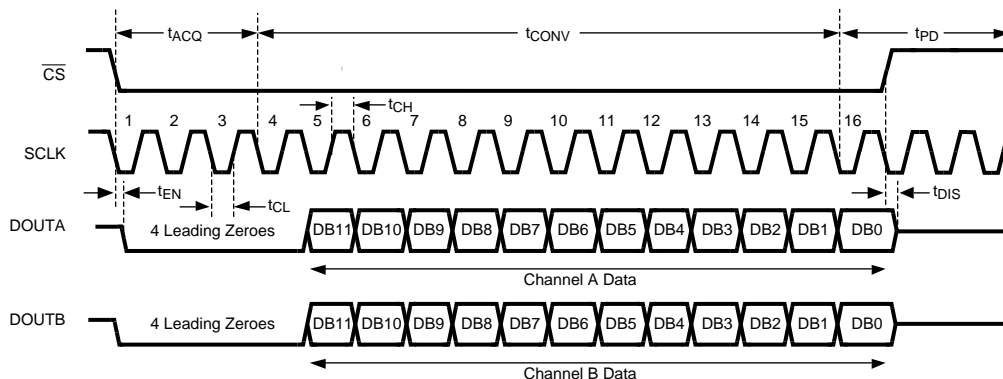 tACQ tCONV tPD
CS
tCH
1 2 3 4 5 6 7 8 9 10 11 12 13 14 15 16
SCLK
tEN tCL tDIS
DOUTA 4 Leading Zeroes DB11 DB10 DB9 DB8 DB7 DB6 DB5 DB4 DB3 DB2 DB1 DB0
Channel A Data
DOUTB 4 Leading Zeroes DB11 DB10 DB9 DB8 DB7 DB6 DB5 DB4 DB3 DB2 DB1 DB0
Channel B Data